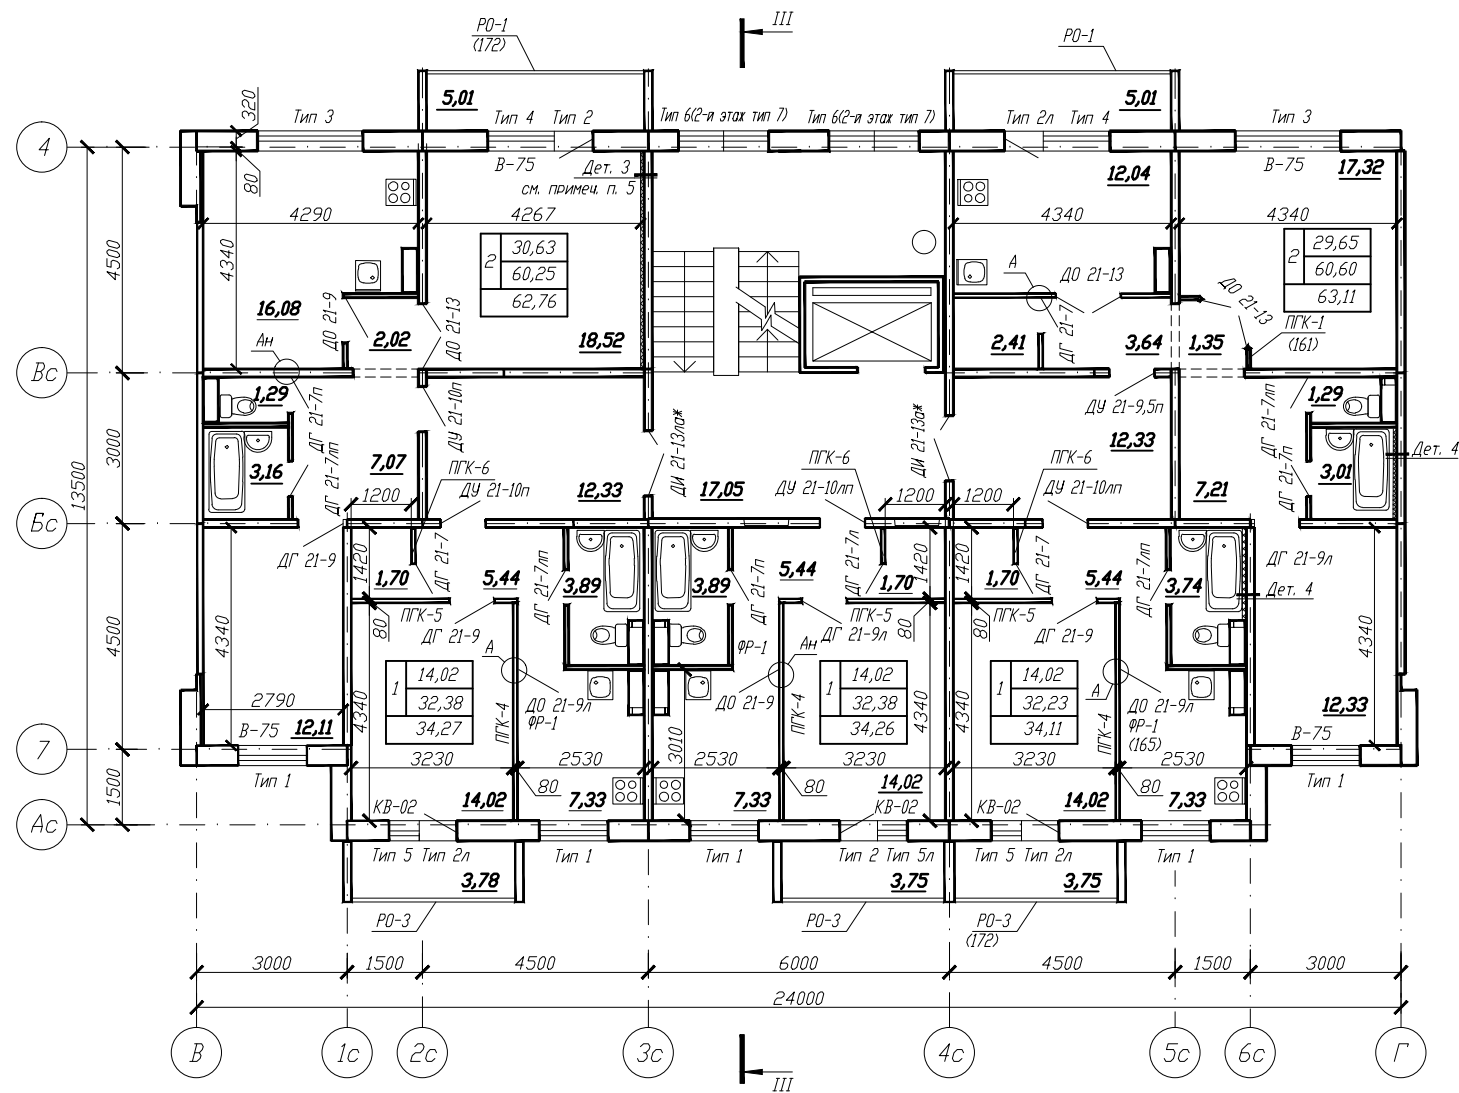 III
РО-1
(172)
РО-1
320
5,01
5,01
Тип 3
Тип 4
Тип 2
Тип 6(2-й этаж тип 7)
Тип 6(2-й этаж тип 7)
Тип 2л
Тип 4
Тип 3
4
В-75
Дет. 3
см. примеч. п. 5
В-75
80
12,04
17,32
4290
4267
4340
4340
4500
4340
2
30,63
60,25
62,76
2
29,65
60,60
63,11
А
ДО 21-13
ДО 21-13
16,08
ДО 21-9
2,02
ДО 21-13
18,52
2,41
ДГ 21-7
3,64
1,35
ПГК-1
(161)
Ан
Вс
1,29
ДГ 21-7п
ДУ 21-10п
ДУ 21-9,5п
ДГ 21-7лп
1,29
13500
3000
3,16
ДГ 21-7лп
7,07
ПГК-6
ДИ 21-13лаж
ПГК-6
ДИ 21-13аж
ПГК-6
12,33
ДГ 21-7п
3,01
Дет. 4
1200
ДУ 21-10п
12,33
17,05
ДУ 21-10лп
1200
1200
ДУ 21-10лп
7,21
Бс
ДГ 21-9
1420
1,70
ДГ 21-7
5,44
ДГ 21-7лп
3,89
3,89
ДГ 21-7п
5,44
ДГ 21-7л
1,70
1420
1420
1,70
ДГ 21-7
5,44
ДГ 21-7лп
3,74
ДГ 21-9л
Дет. 4
4500
4340
80
ПГК-5
ДГ 21-9
ДГ 21-9л
ПГК-5
80
80
ПГК-5
ДГ 21-9
4340
А
ФР-1
Ан
1
14,02
32,38
34,27
1
14,02
32,38
34,26
1
14,02
32,23
34,11
А
2790
4340
ПГК-4
ДО 21-9л
ФР-1
ДО 21-9
ПГК-4
4340
4340
ПГК-4
ДО 21-9л
ФР-1
(165)
12,33
В-75
12,11
3010
В-75
7
3230
2530
2530
3230
3230
2530
Тип 1
80
80
80
Тип 1
1500
КВ-02
14,02
7,33
7,33
14,02
КВ-02
КВ-02
14,02
7,33
Ас
Тип 5
Тип 2л
Тип 1
Тип 1
Тип 2
Тип 5л
Тип 5
Тип 2л
Тип 1
3,78
3,75
3,75
РО-3
РО-3
РО-3
(172)
3000
1500
4500
6000
4500
1500
3000
24000
В
1с
2с
3с
4с
5с
6с
Г
III